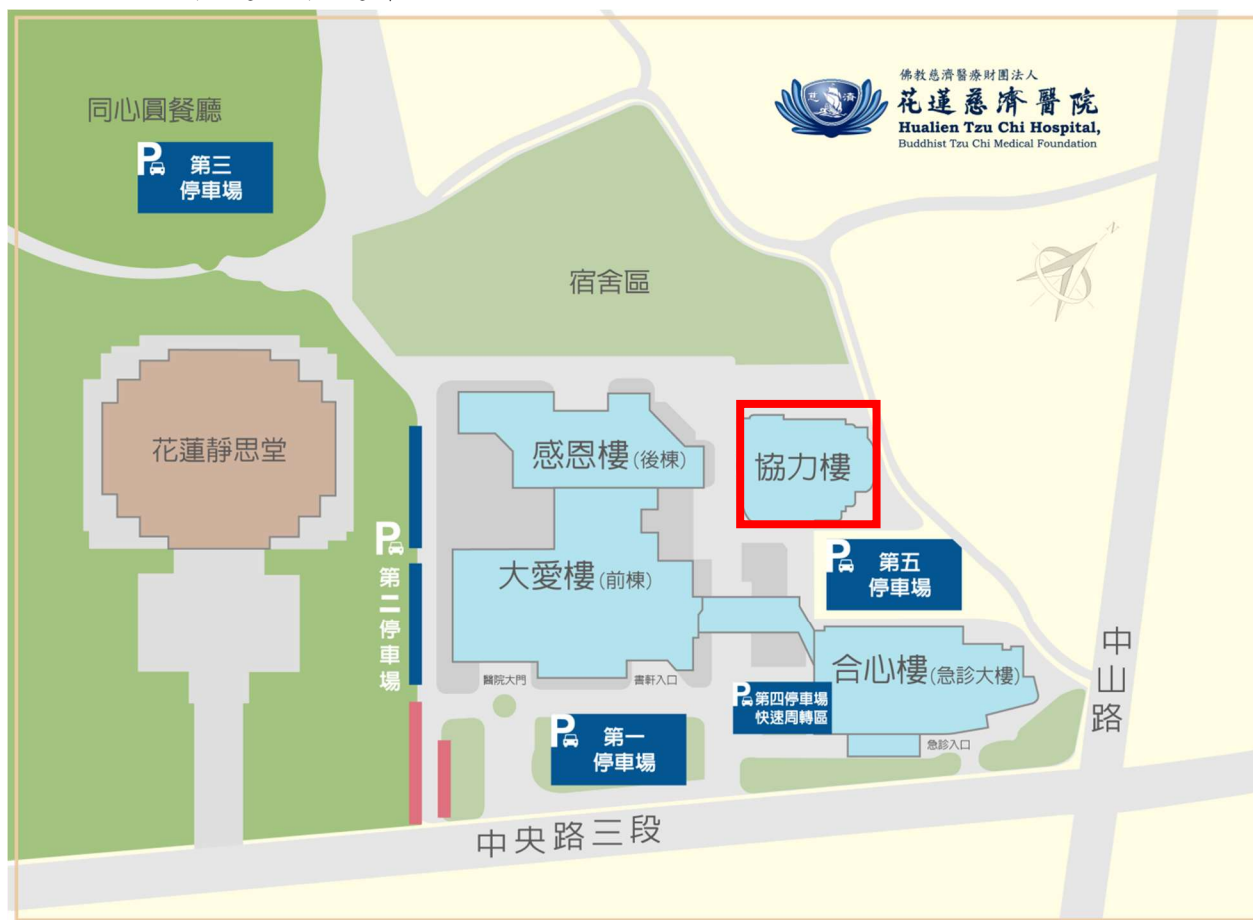 佛教慈濟醫療財團法人
花蓮慈濟醫院
Hualien Tzu Chi Hospital,
Buddhist Tzu Chi Medical Foundation
同心圓餐廳
P 第三
停車場
N
宿舍區
花蓮靜思堂
感恩樓(後棟)
協力樓
P
第二停車場
大愛樓(前棟)
P 第五
停車場
合心樓(急診大樓)
中山路
醫院大門
書軒入口
P 第四停車場
快速周轉區
P 第一
停車場
急診入口
中央路三段